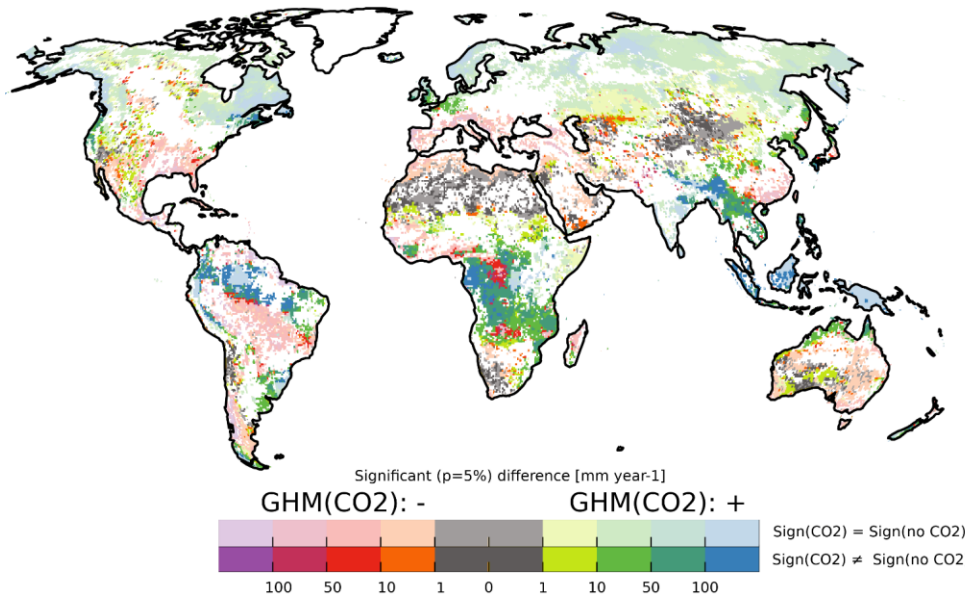 Significant (p=5%) difference [mm year-1]
GHM(CO2): - GHM(CO2): +
Sign(CO2) = Sign(no CO2)
Sign(CO2) ≠ Sign(no CO2
100 50 10 1 0 1 10 50 100